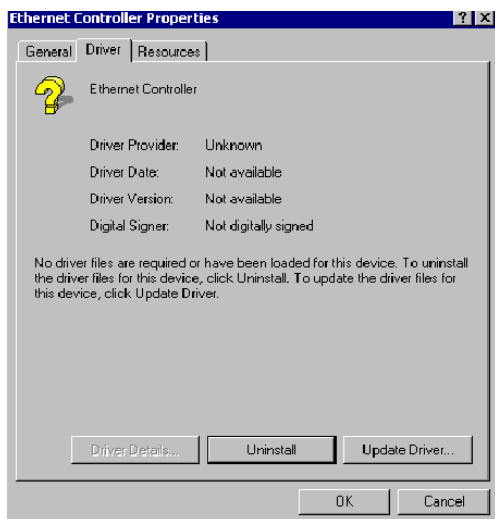 Ethernet Controller Properties
General Driver Resources
Ethernet Controller
Driver Provider: Unknown
Driver Date: Not available
Driver Version: Not available
Digital Signer: Not digitally signed
No driver files are required or have been loaded for this device. To uninstall
the driver files for this device, click Uninstall. To update the driver files for
this device, click Update Driver.
Driver Details... Uninstall Update Driver...
OK Cancel